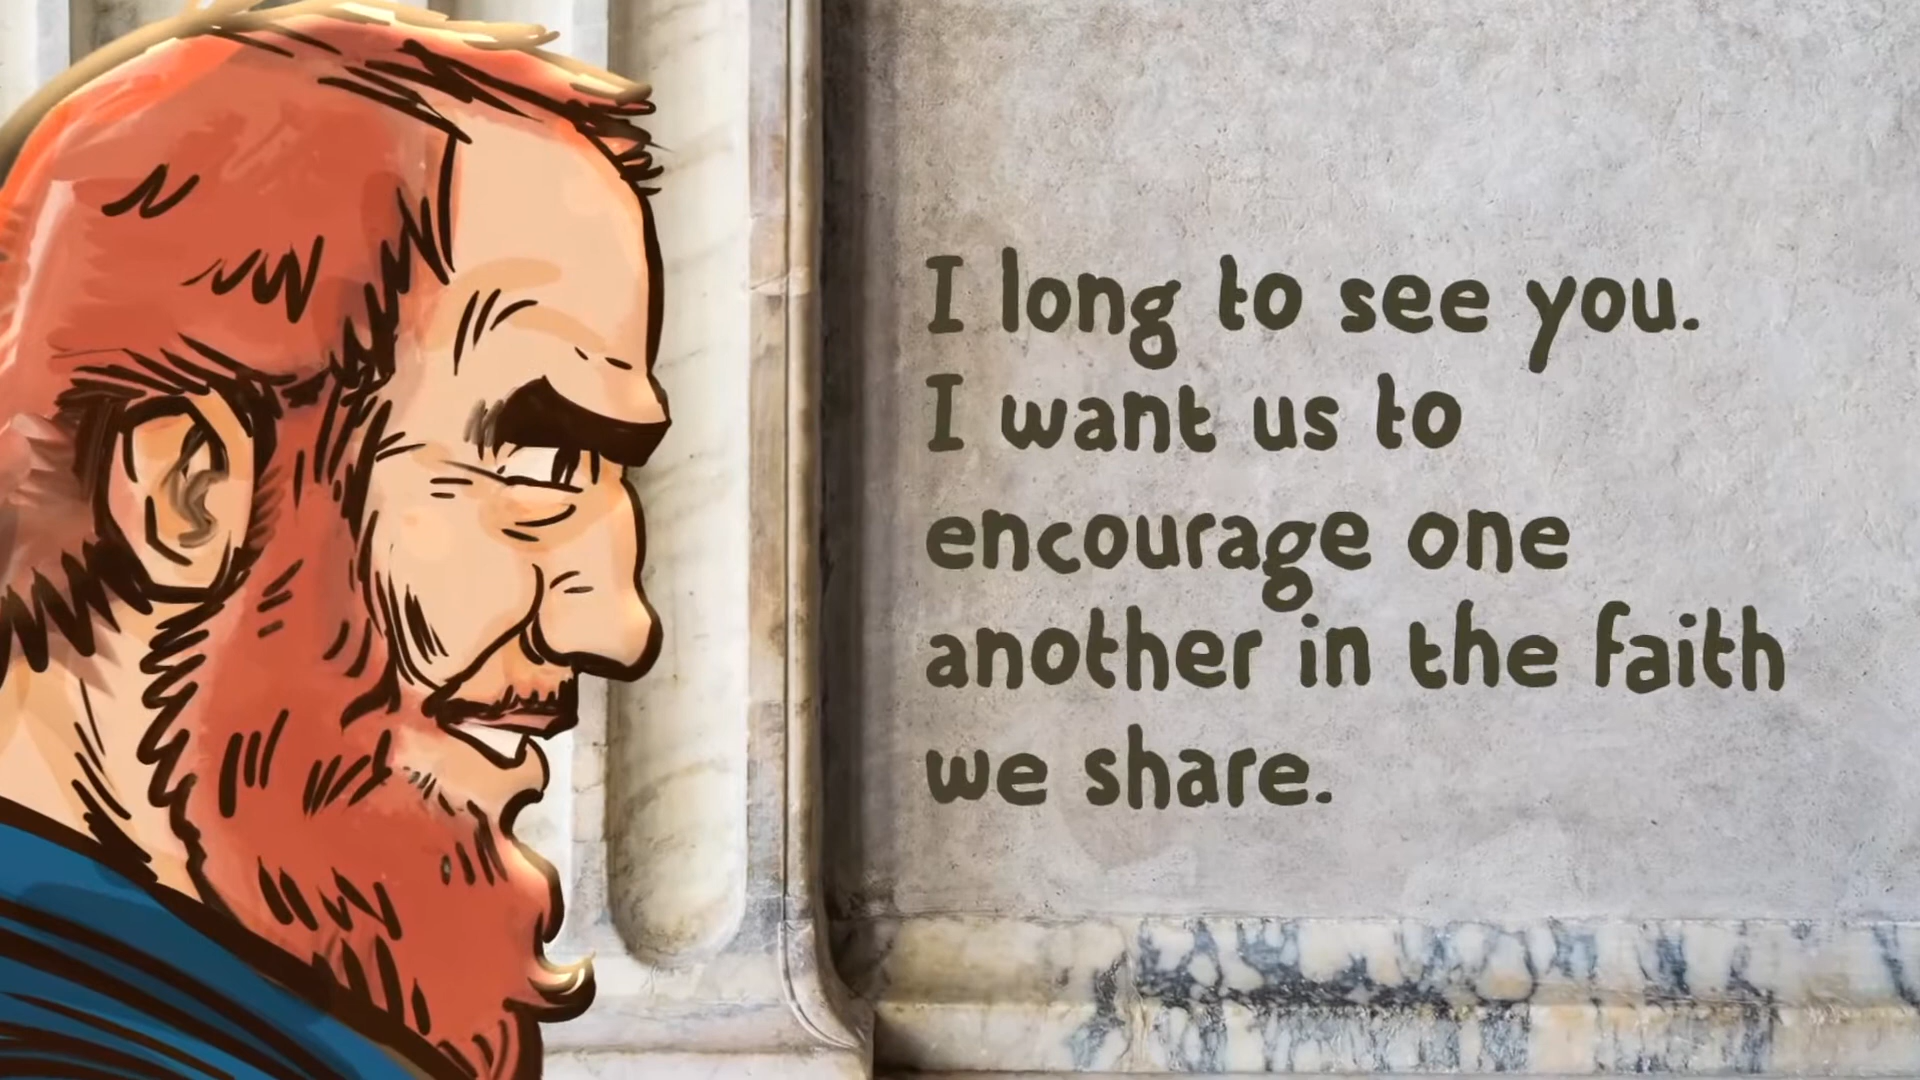 I long to see you.
I want us to
encourage one
another in the faith
we share.